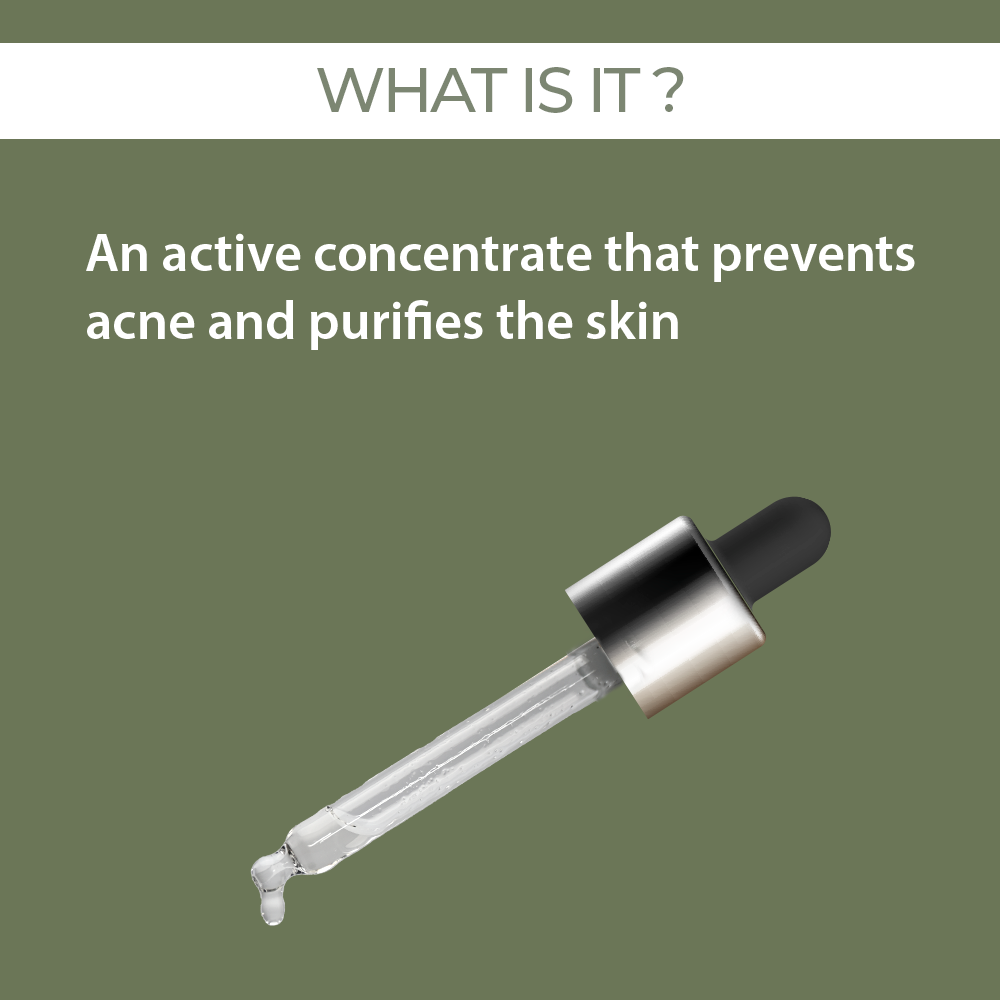 WHAT IS IT ?
An active concentrate that prevents
acne and purifies the skin